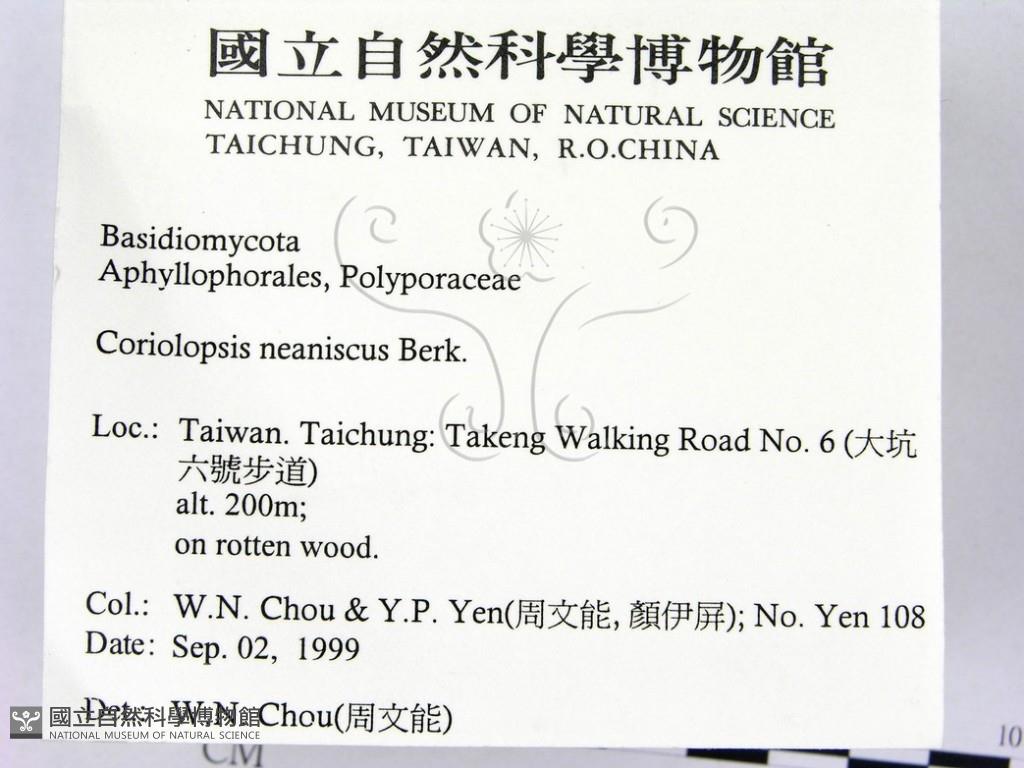 國立自然科學博物館
NATIONAL MUSEUM OF NATURAL SCIENCE
TAICHUNG, TAIWAN, R.O.CHINA
Basidiomycota
Aphyllophorales, Polyporaceae
Coriolopsis neaniscus Berk.
Loc.: Taiwan. Taichung: Takeng Walking Road No. 6 (大坑
六號步道)
alt. 200m;
on rotten wood.
Col.: W.N. Chou & Y.P. Yen(周文能, 顏伊屏); No. Yen 108
Date: Sep. 02, 1999
Det.: W.N. Chou(周文能)
國立自然科學博物館
NATIONAL MUSEUM OF NATURAL SCIENCE
CM
10